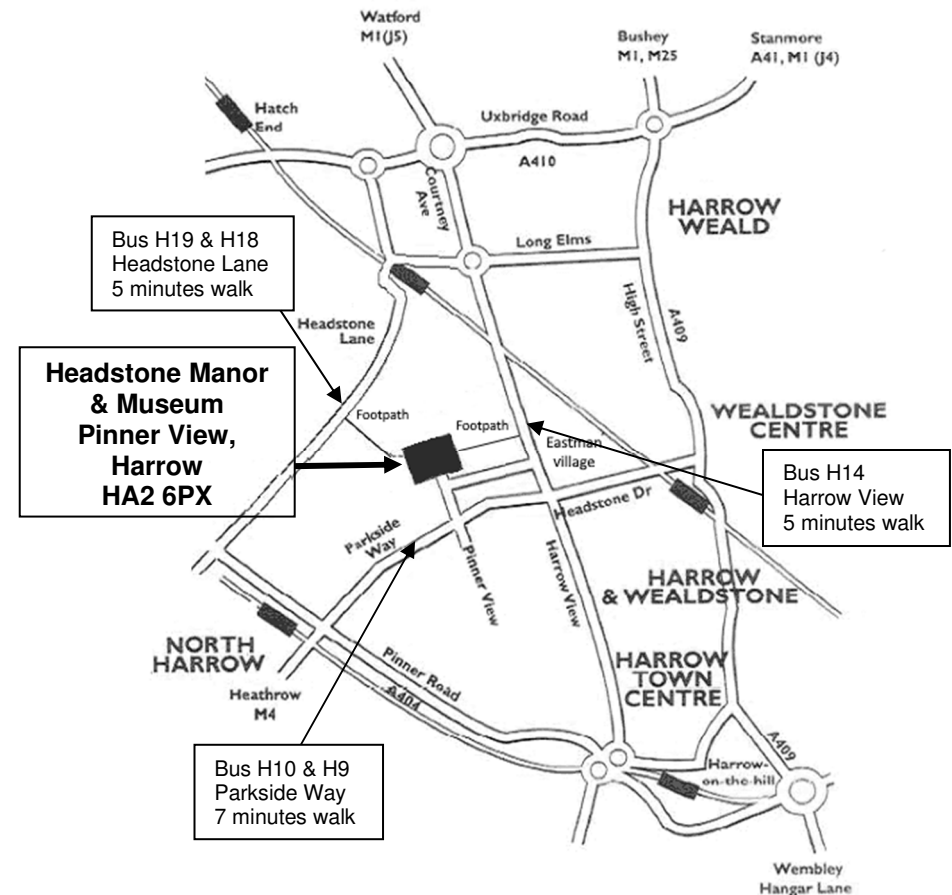 Watford
M1(J5)
Bushey
M1, M25
Stanmore
A41, M1 (J4)
Hatch
End
Uxbridge Road
A410
Courtney
Ave
HARROW
WEALD
Bus H19 & H18
Headstone Lane
5 minutes walk
Long Elms
High Street
A409
Headstone
Lane
Headstone Manor
& Museum
Pinner View,
Harrow
HA2 6PX
Footpath
Footpath
Eastman
village
WEALDSTONE
CENTRE
Bus H14
Harrow View
5 minutes walk
Headstone Dr
Parkside
Way
Pinner View
Harrow View
HARROW
& WEALDSTONE
NORTH
HARROW
Pinner Road
A404
HARROW
TOWN
CENTRE
Heathrow
M4
Bus H10 & H9
Parkside Way
7 minutes walk
A409
Harrow-
on-the-hill
Wembley
Hangar Lane